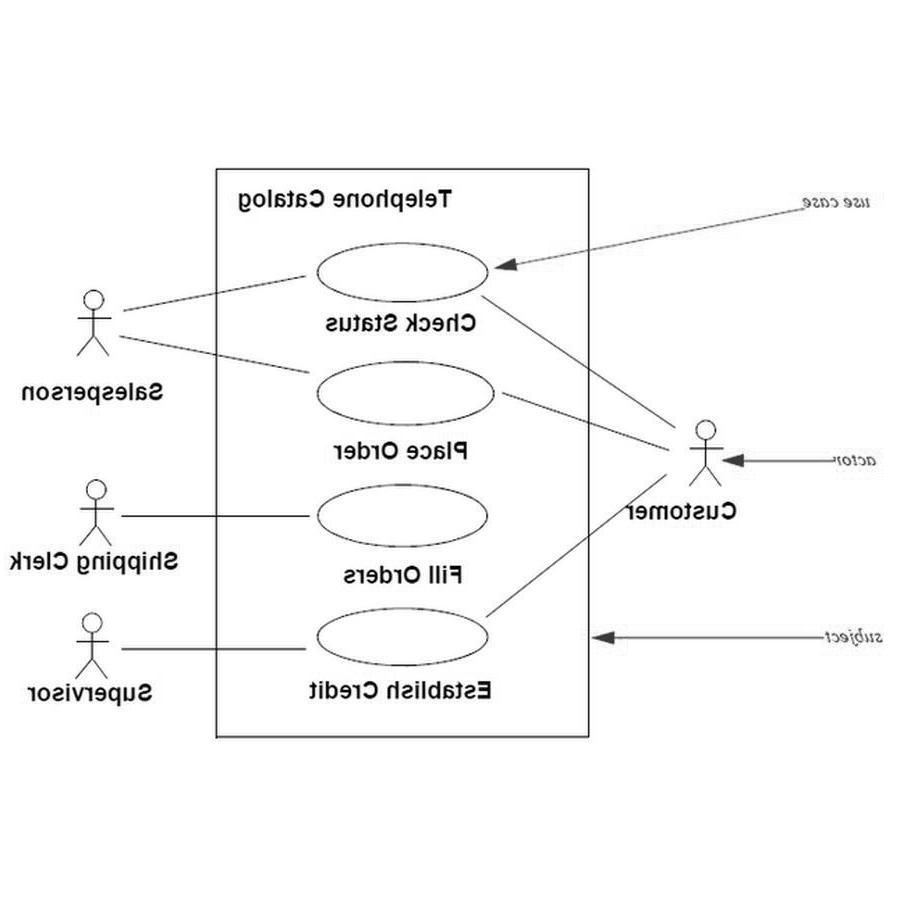 Telephone Catalog
use case
Check Status
Salesperson
Place Order
actor
Customer
Shipping Clerk
Fill Orders
subject
Supervisor
Establish Credit